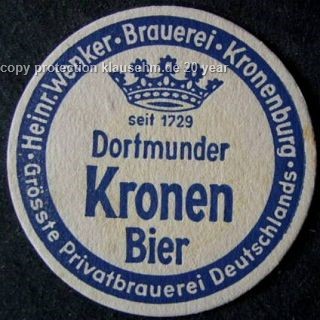 Heinr. Wenker · Brauerei · Kronenburg ·
copy protection klausehm.de 20 year
seit 1729
Dortmunder
Kronen
Bier
Grösste Privatbrauerei Deutschlands ·